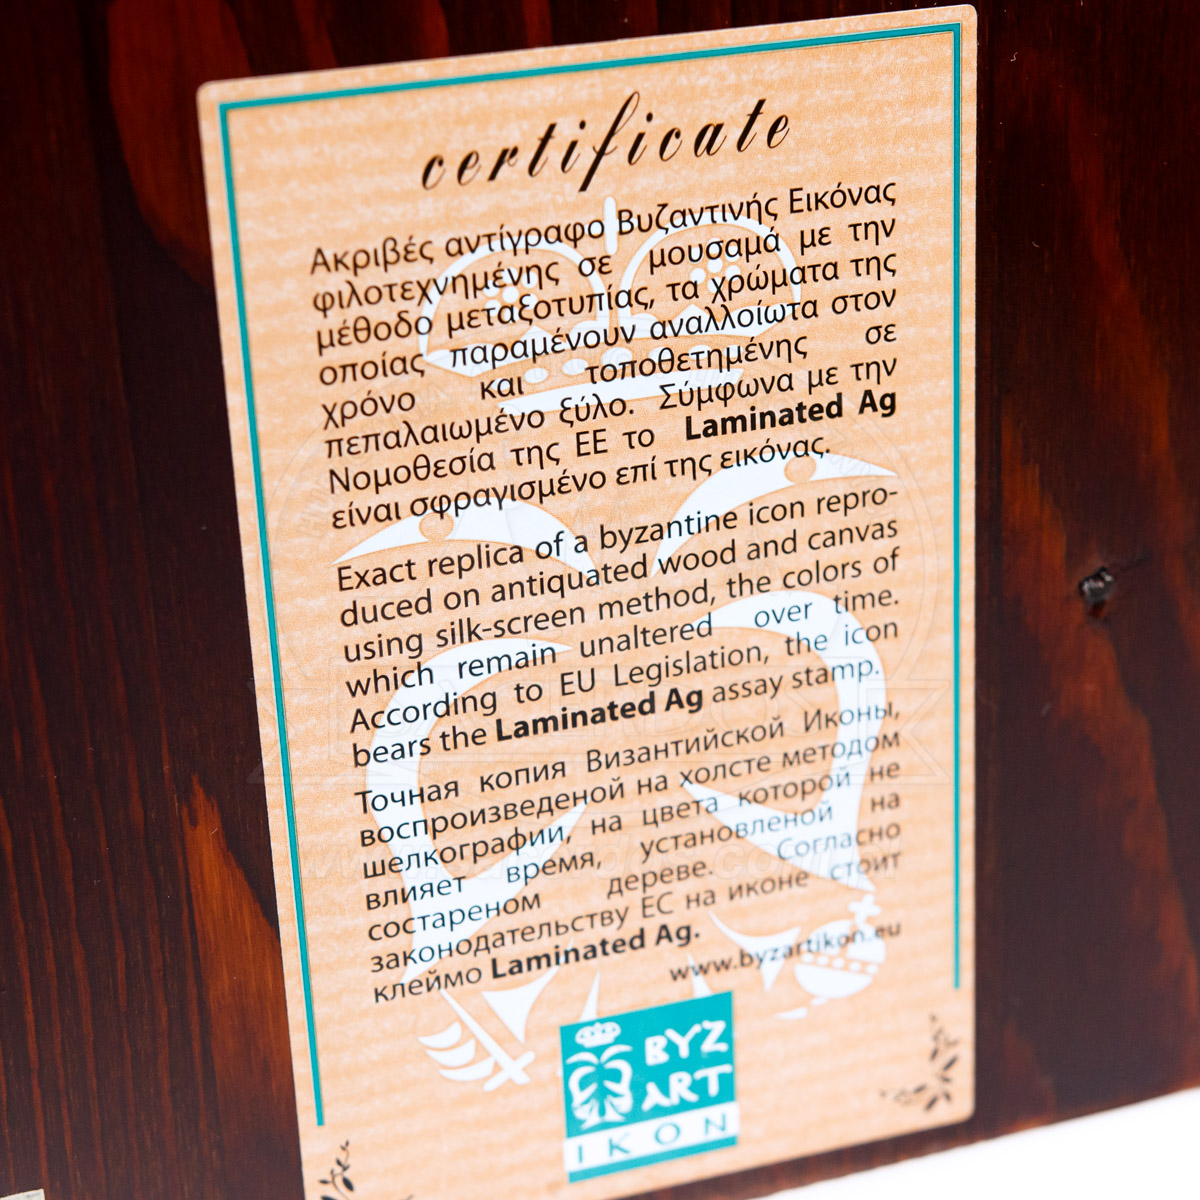 certificate
Ακριβές αντίγραφο Βυζαντινής Εικόνας
φιλοτεχνημένης σε μουσαμά με την
μέθοδο μεταξοτυπίας, τα χρώματα της
οποίας παραμένουν αναλλοίωτα στον
χρόνο και τοποθετημένης σε
πεπαλαιωμένο ξύλο. Σύμφωνα με την
Νομοθεσία της ΕΕ το Laminated Ag
είναι σφραγισμένο επί της εικόνας.
Exact replica of a byzantine icon repro-
duced on antiquated wood and canvas
using silk-screen method, the colors of
which remain unaltered over time.
According to EU Legislation, the icon
bears the Laminated Ag assay stamp.
Точная копия Византийской Иконы,
воспроизведеной на холсте методом
шелкографии, на цвета которой не
влияет время, установленой на
состареном дереве. Согласно
законодательству ЕС на иконе стоит
клеймо Laminated Ag.
www.byzartikon.eu
BYZ
ART
IKON